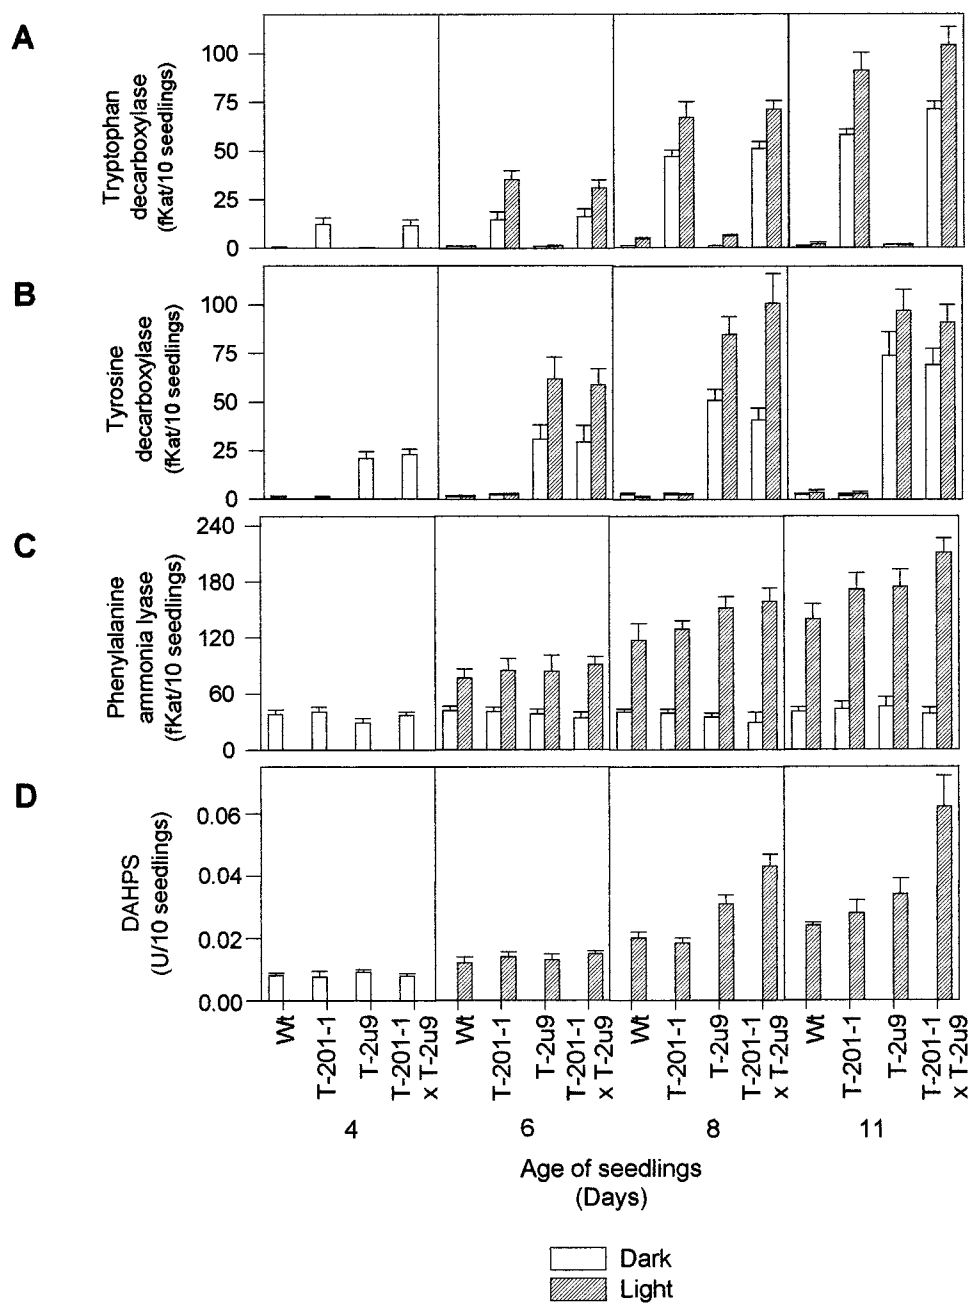 A
Tryptophan
decarboxylase
(fKat/10 seedlings)
100
75
50
25
0
B
Tyrosine
decarboxylase
(fKat/10 seedlings)
100
75
50
25
0
C
Phenylalanine
ammonia lyase
(fKat/10 seedlings)
240
180
120
60
0
D
DAHPS
(U/10 seedlings)
0.06
0.04
0.02
0.00
Wt
T-201-1
T-2u9
T-201-1
x T-2u9
Wt
T-201-1
T-2u9
T-201-1
x T-2u9
Wt
T-201-1
T-2u9
T-201-1
x T-2u9
Wt
T-201-1
T-2u9
T-201-1
x T-2u9
4
6
8
11
Age of seedlings
(Days)
Dark
Light